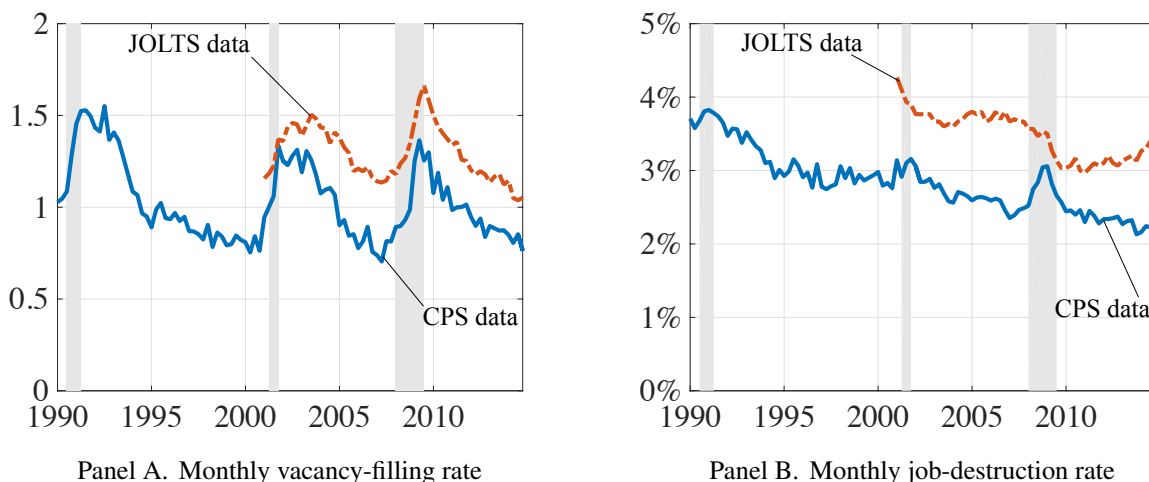 2
1.5
1
0.5
0
JOLTS data
CPS data
1990 1995 2000 2005 2010
Panel A. Monthly vacancy-filling rate
5%
4%
3%
2%
1%
0%
JOLTS data
CPS data
1990 1995 2000 2005 2010
Panel B. Monthly job-destruction rate